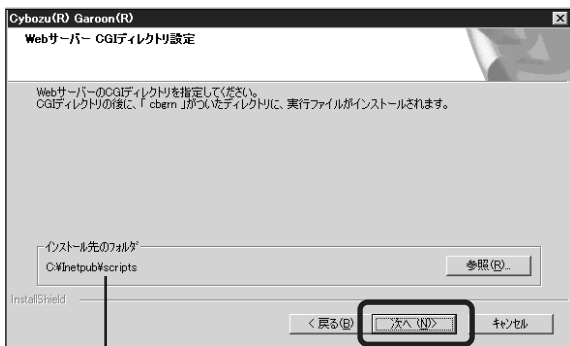 Cybozu(R) Garoon(R)
Webサーバー CGIディレクトリ設定
WebサーバーのCGIディレクトリを指定してください。
CGIディレクトリの後に、「 cbgrn 」がついたディレクトリに、実行ファイルがインストールされます。
インストール先のフォルダ
C:¥Inetpub¥scripts
参照(R)...
InstallShield
< 戻る(B)
次へ (N)>
キャンセル